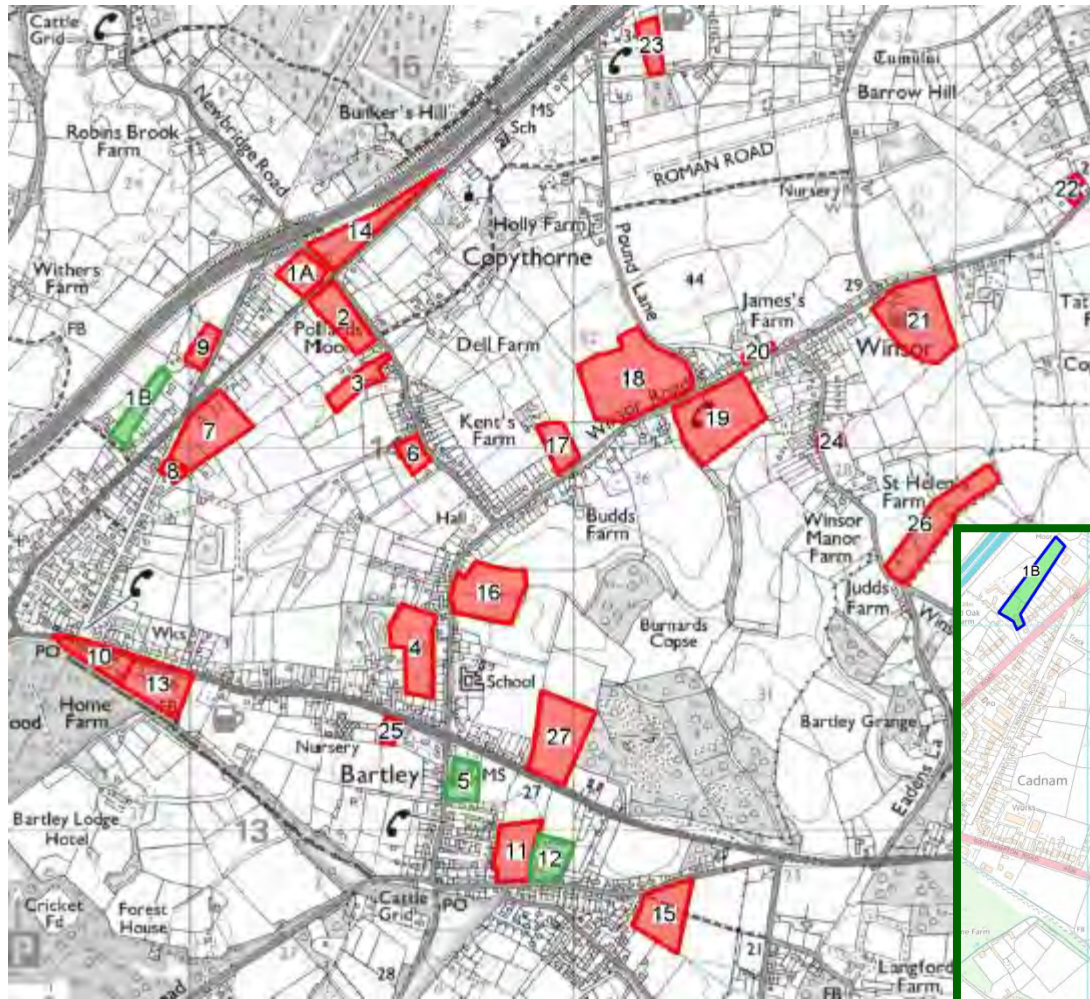 Cattle
Grid
15
23
Tumuli
Barrow Hill
Newbridge Road
Bunker's Hill
MS
Sch
Robins Brook
Farm
ROMAN ROAD
Nursery
W
22
14
Holly Farm
Copythorne
Pound Lane
1A
Withers
Farm
44
29
James's
Farm
FB
2
Dell Farm
21
Winsor
9
20
3
18
1B
Winsor Road
7
Kent's
Farm
19
17
6
24
8
St Helen
Farm
Hall
36
Budds
Farm
Winsor
Manor
Farm
26
1B
16
Judds
Farm
Burnards
Copse
Wks
4
PO
10
School
31
13
Home
Farm
Bartley Grange
25
27
Nursery
Bartley
5
MS
27
Eadens La
Cadnam
Works
Bartley Lodge
Hotel
13
11
12
Cricket
Fd
Forest
House
Cattle
Grid
PO
15
27
28
21
Langford
Farm
FB
P